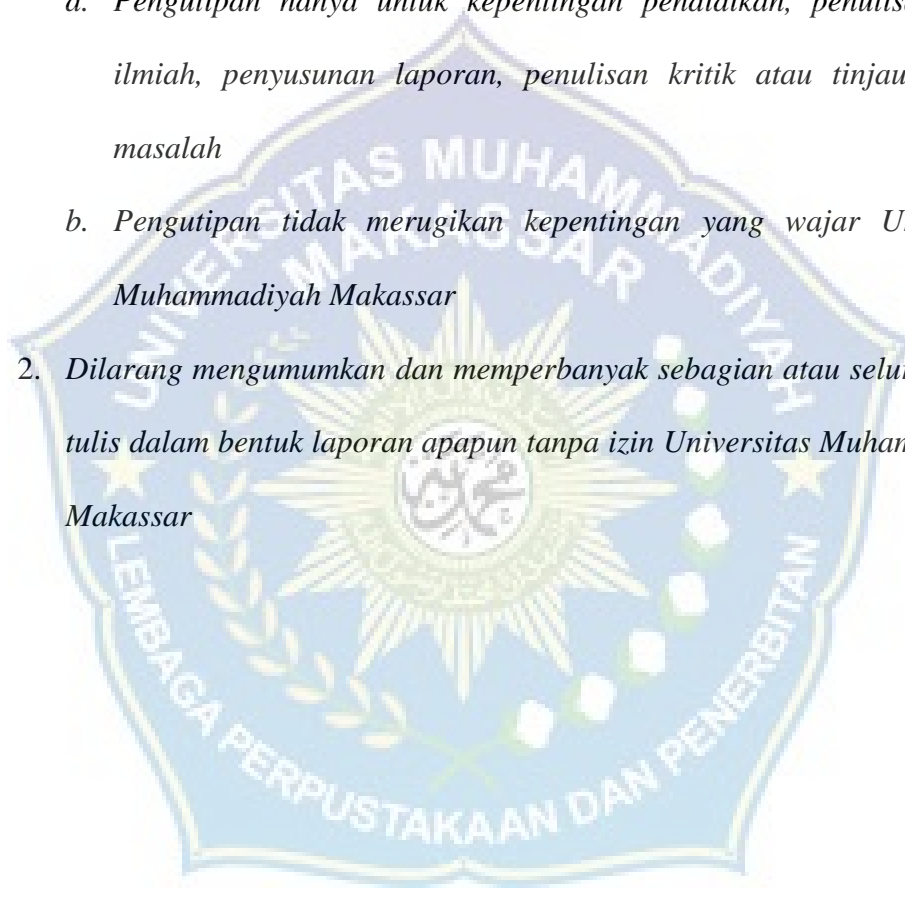 a. Pengutipan hanya untuk kepentingan pendidikan,
ilmiah, penyusunan laporan, penulisan kritik atau
masalah
b. Pengutipan tidak merugikan kepentingan yang wajar
Muhammadiyah Makassar
2. Dilarang mengumumkan dan memperbanyak sebagian atau
tulis dalam bentuk laporan apapun tanpa izin Universitas
Makassar
UNIVERSITAS MUHAMMADIYAH
MAKASSAR
LEMBAGA PERPUSTAKAAN DAN PENERBITAN